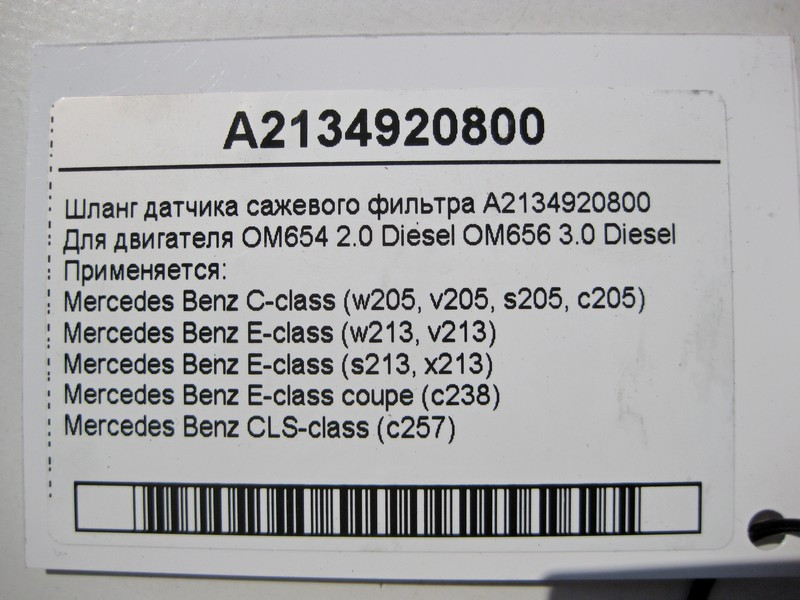 A2134920800
Шланг датчика сажевого фильтра A2134920800
Для двигателя OM654 2.0 Diesel OM656 3.0 Diesel
Применяется:
Mercedes Benz C-class (w205, v205, s205, c205)
Mercedes Benz E-class (w213, v213)
Mercedes Benz E-class (s213, x213)
Mercedes Benz E-class coupe (c238)
Mercedes Benz CLS-class (c257)